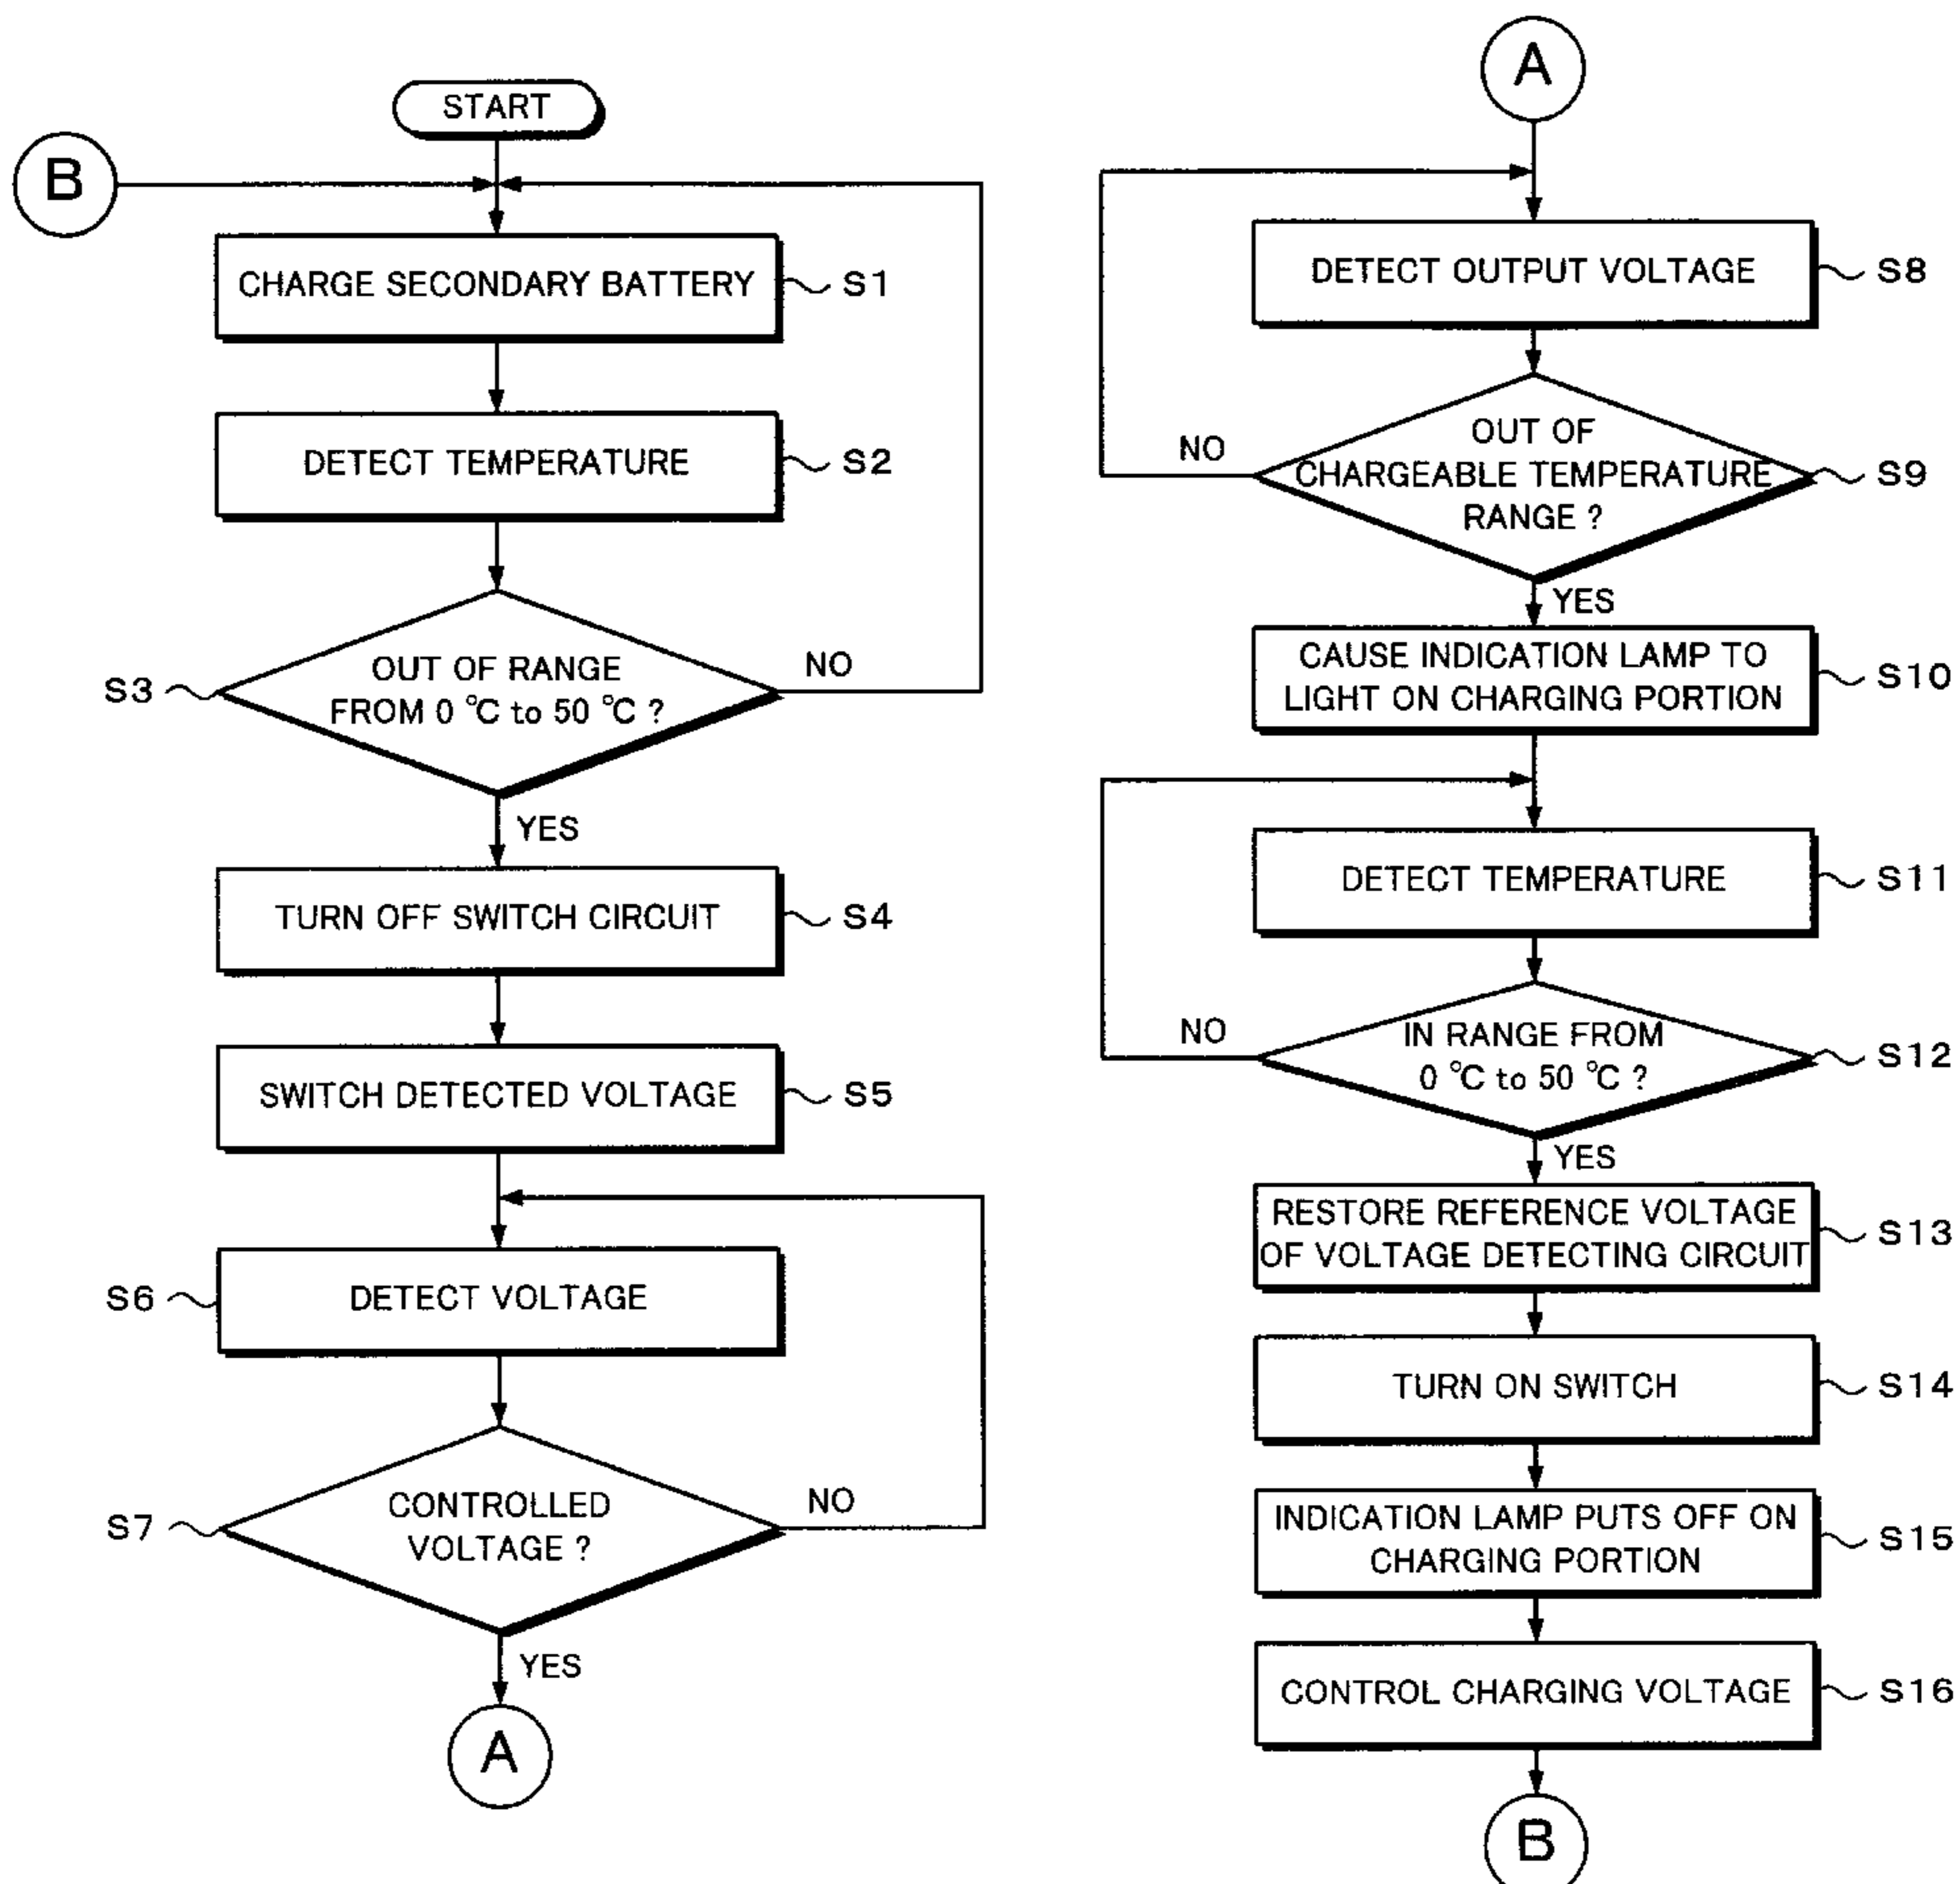 START
B
CHARGE SECONDARY BATTERY
S1
DETECT TEMPERATURE
S2
OUT OF RANGE
FROM 0 °C to 50 °C ?
S3
NO
YES
TURN OFF SWITCH CIRCUIT
S4
SWITCH DETECTED VOLTAGE
S5
DETECT VOLTAGE
S6
CONTROLLED
VOLTAGE ?
S7
NO
YES
A
A
DETECT OUTPUT VOLTAGE
S8
OUT OF
CHARGEABLE TEMPERATURE
RANGE ?
S9
NO
YES
CAUSE INDICATION LAMP TO
LIGHT ON CHARGING PORTION
S10
DETECT TEMPERATURE
S11
IN RANGE FROM
0 °C to 50 °C ?
S12
NO
YES
RESTORE REFERENCE VOLTAGE
OF VOLTAGE DETECTING CIRCUIT
S13
TURN ON SWITCH
S14
INDICATION LAMP PUTS OFF ON
CHARGING PORTION
S15
CONTROL CHARGING VOLTAGE
S16
B